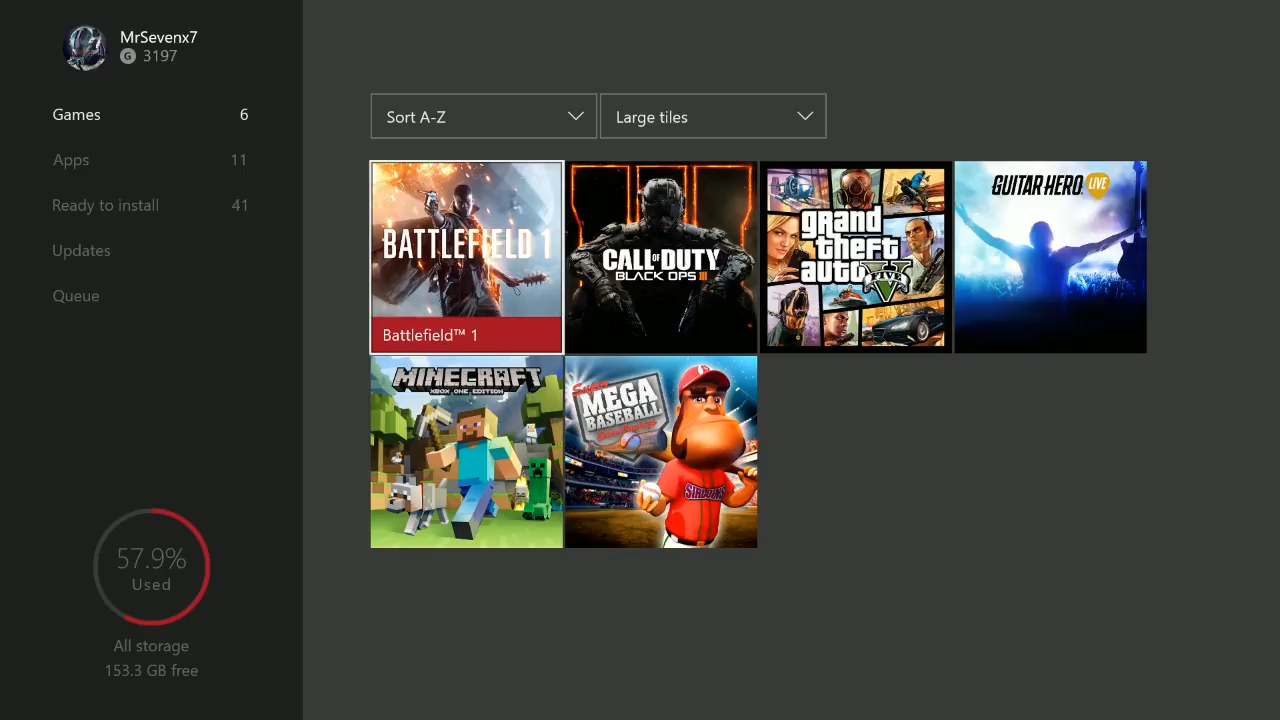 MrSevenx7
G 3197
Games 6
Apps 11
Ready to install 41
Updates
Queue
57.9%
Used
All storage
153.3 GB free
Sort A-Z
Large tiles
BATTLEFIELD 1
Battlefield™ 1
III
CALL OF DUTY
BLACK OPS III
grand
theft
auto
V
FIVE
GUITAR HERO LIVE
MINECRAFT
XBOX ONE EDITION
Super
MEGA
BASEBALL